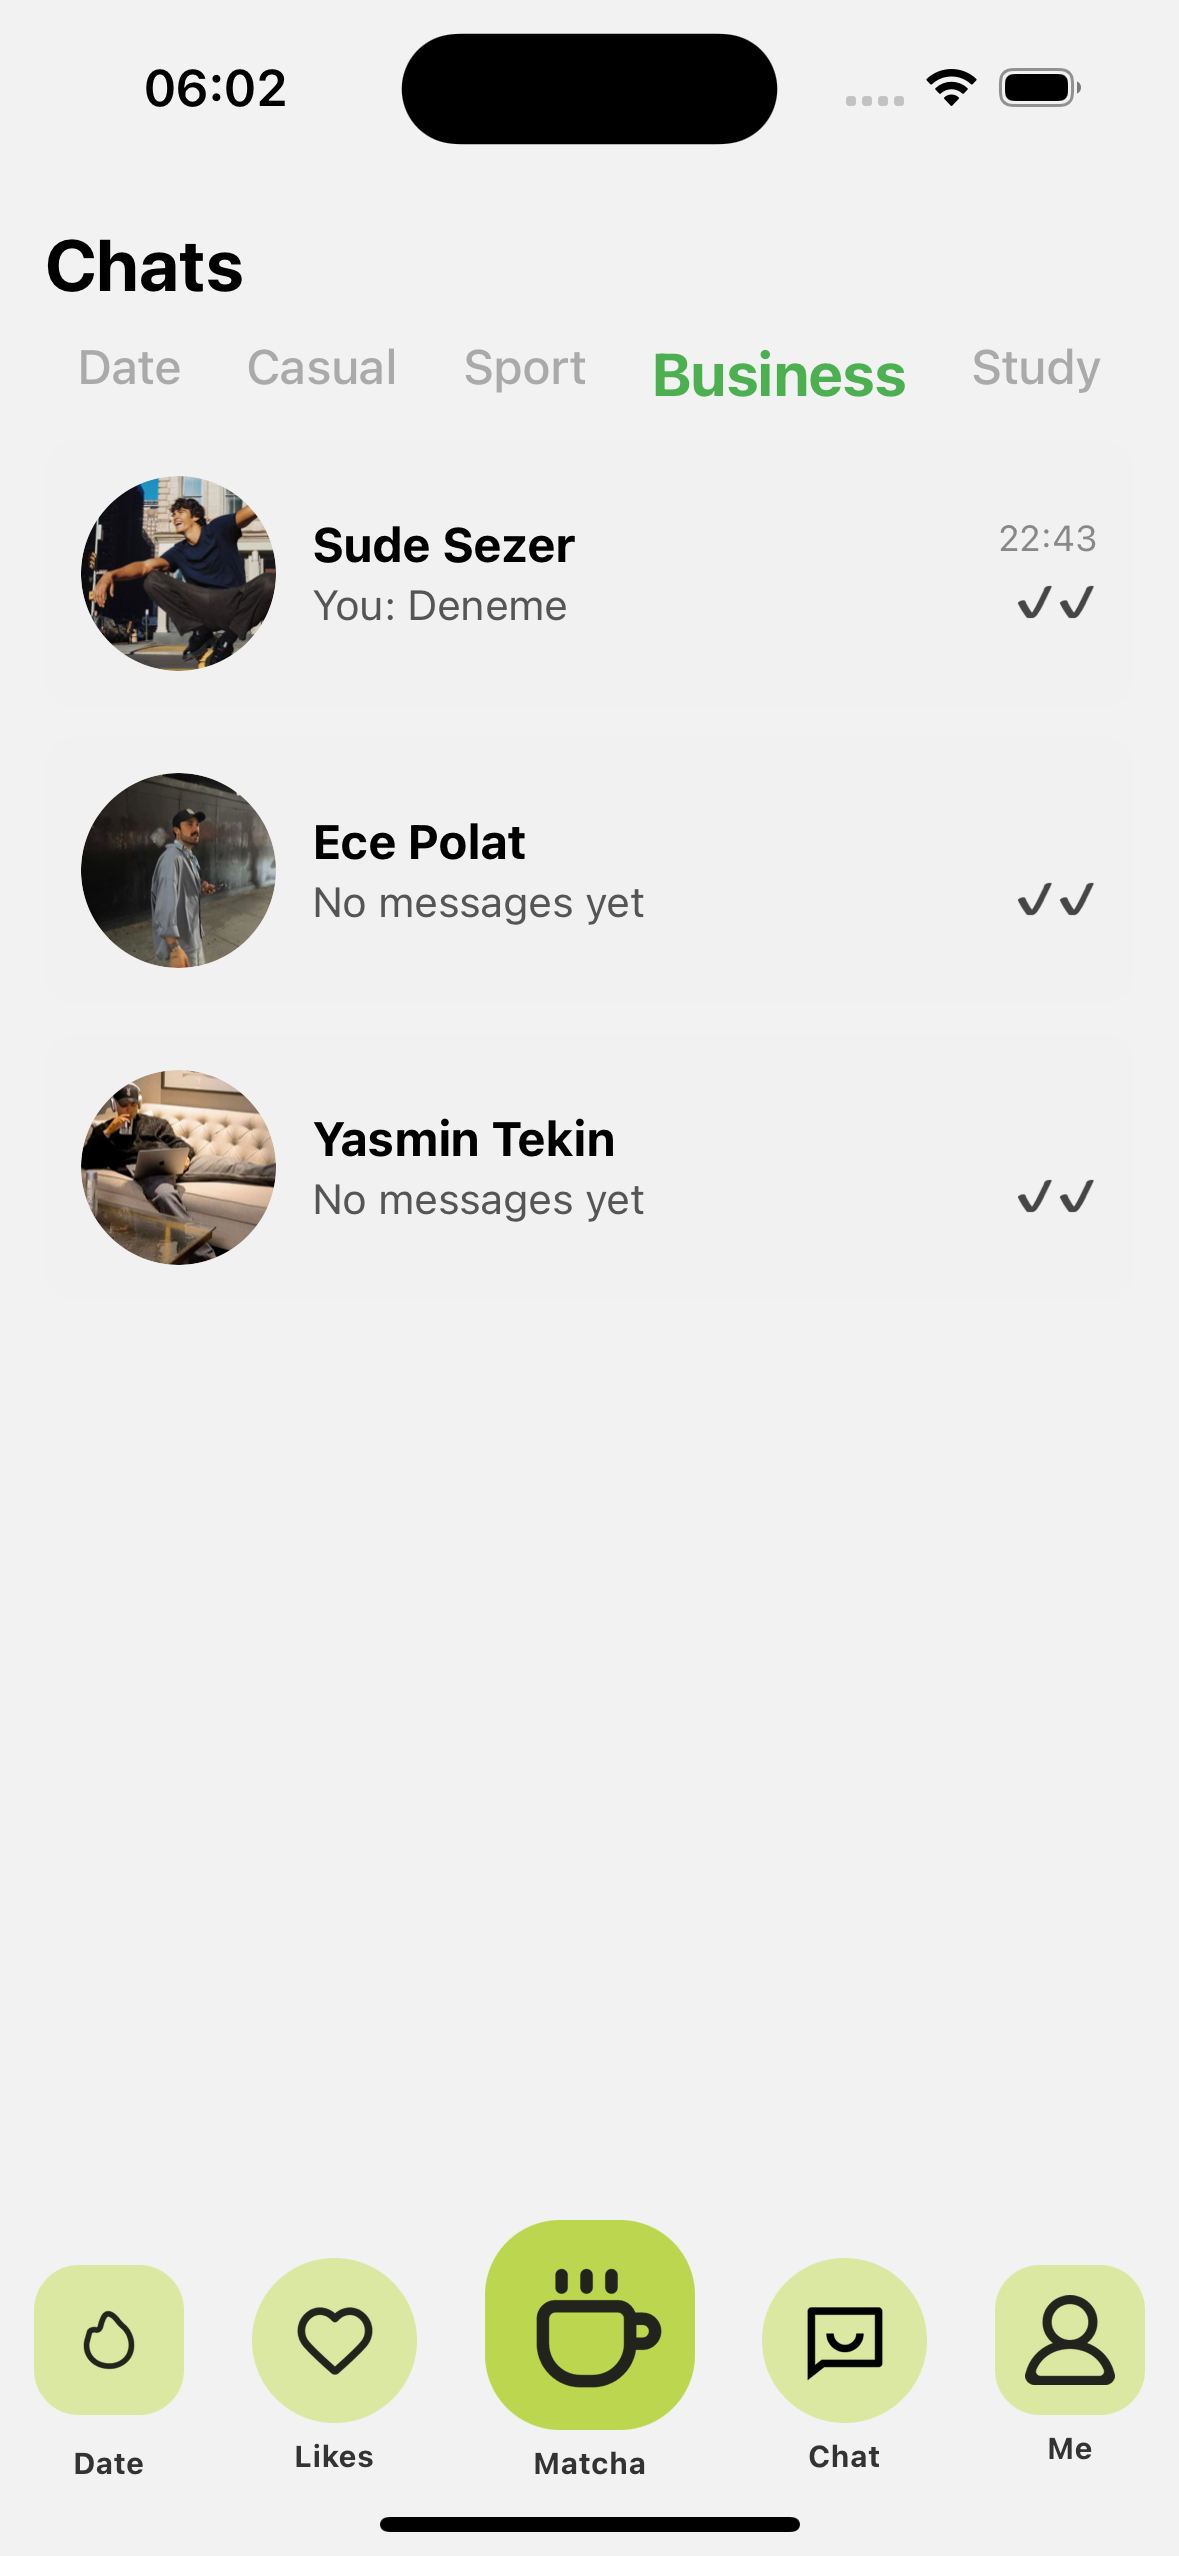 06:02
Chats
Date Casual Sport Business Study
Sude Sezer 22:43
You: Deneme ✓✓
Ece Polat
No messages yet ✓✓
Yasmin Tekin
No messages yet ✓✓
Date Likes Matcha Chat Me